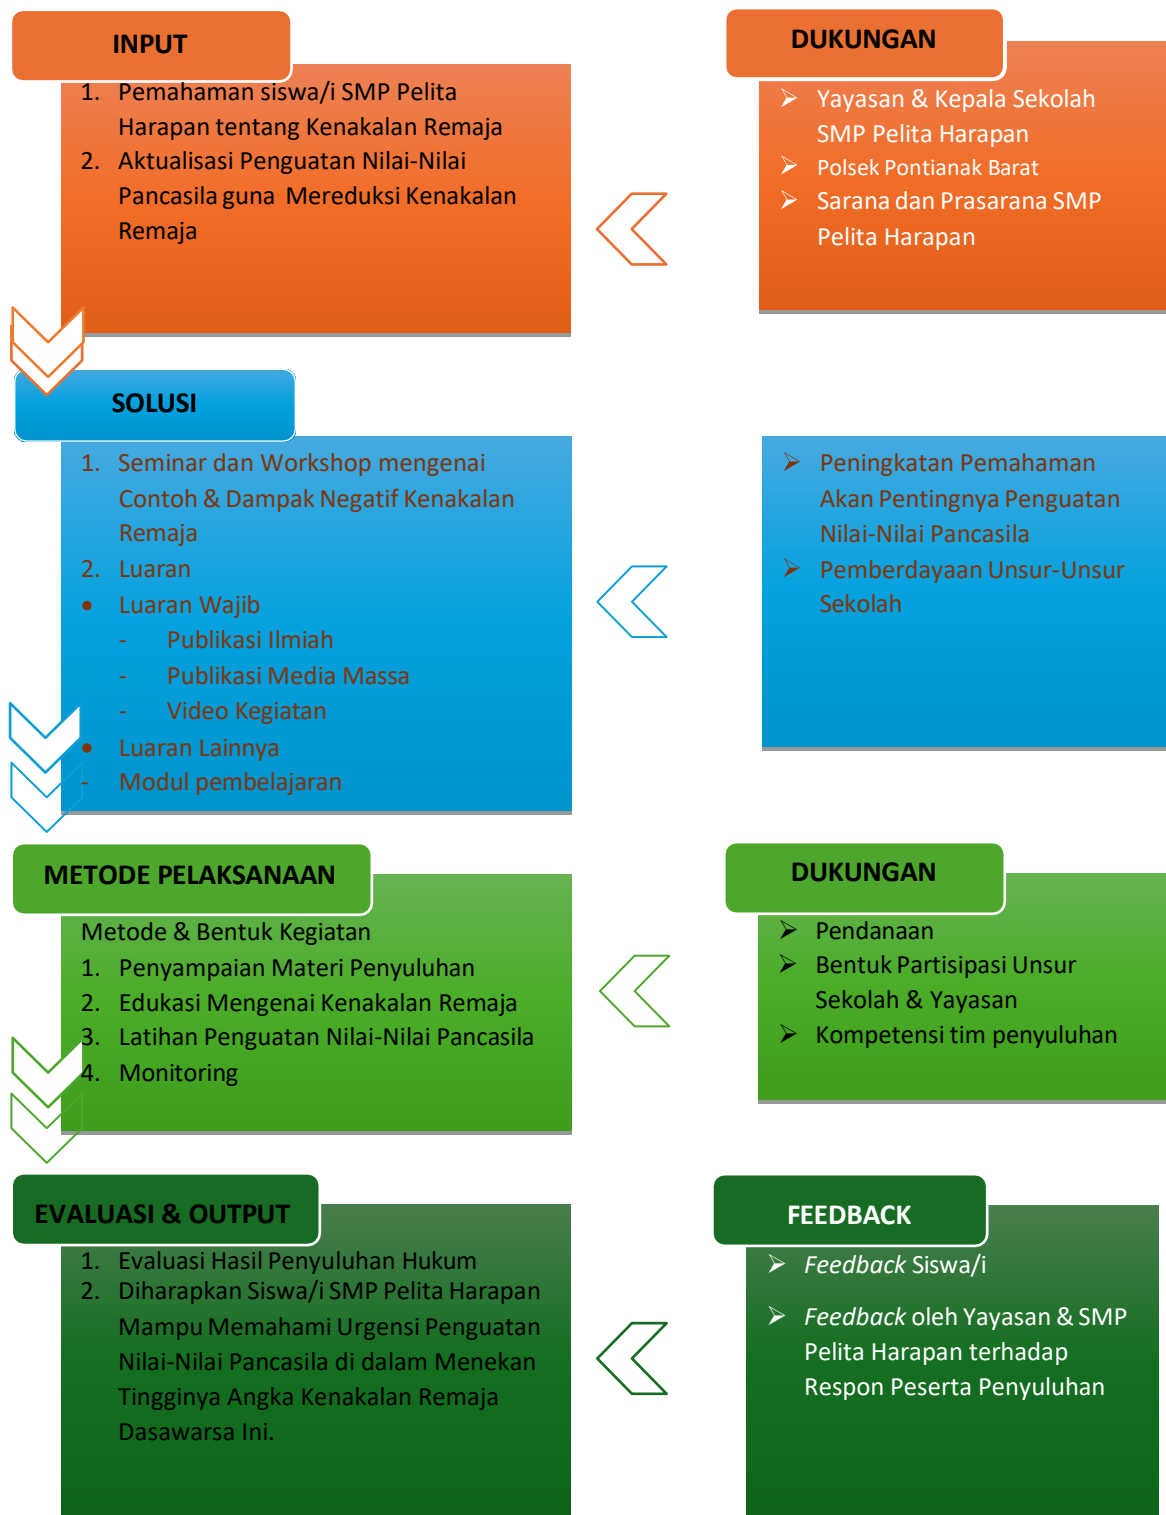 INPUT
1. Pemahaman siswa/i SMP Pelita
Harapan tentang Kenakalan Remaja
2. Aktualisasi Penguatan Nilai-Nilai
Pancasila guna Mereduksi Kenakalan
Remaja
DUKUNGAN
➢ Yayasan & Kepala Sekolah
SMP Pelita Harapan
➢ Polsek Pontianak Barat
➢ Sarana dan Prasarana SMP
Pelita Harapan
SOLUSI
1. Seminar dan Workshop mengenai
Contoh & Dampak Negatif Kenakalan
Remaja
2. Luaran
• Luaran Wajib
- Publikasi Ilmiah
- Publikasi Media Massa
- Video Kegiatan
• Luaran Lainnya
- Modul pembelajaran
➢ Peningkatan Pemahaman
Akan Pentingnya Penguatan
Nilai-Nilai Pancasila
➢ Pemberdayaan Unsur-Unsur
Sekolah
METODE PELAKSANAAN
Metode & Bentuk Kegiatan
1. Penyampaian Materi Penyuluhan
2. Edukasi Mengenai Kenakalan Remaja
3. Latihan Penguatan Nilai-Nilai Pancasila
4. Monitoring
DUKUNGAN
➢ Pendanaan
➢ Bentuk Partisipasi Unsur
Sekolah & Yayasan
➢ Kompetensi tim penyuluhan
EVALUASI & OUTPUT
1. Evaluasi Hasil Penyuluhan Hukum
2. Diharapkan Siswa/i SMP Pelita Harapan
Mampu Memahami Urgensi Penguatan
Nilai-Nilai Pancasila di dalam Menekan
Tingginya Angka Kenakalan Remaja
Dasawarsa Ini.
FEEDBACK
➢ Feedback Siswa/i
➢ Feedback oleh Yayasan & SMP
Pelita Harapan terhadap
Respon Peserta Penyuluhan